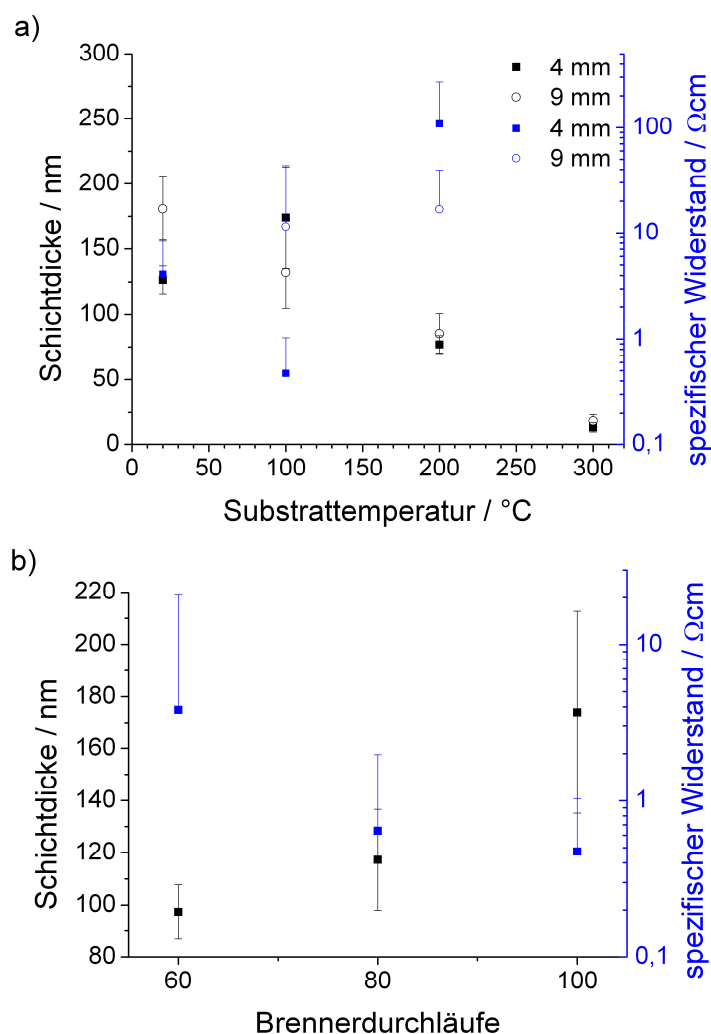 a)
300
250
200
150
100
50
0
Schichtdicke / nm
4 mm
9 mm
4 mm
9 mm
100
10
1
0,1
spezifischer Widerstand / Ωcm
0 50 100 150 200 250 300
Substrattemperatur / °C
b)
220
200
180
160
140
120
100
80
Schichtdicke / nm
10
1
0,1
spezifischer Widerstand / Ωcm
60 80 100
Brennerdurchläufe